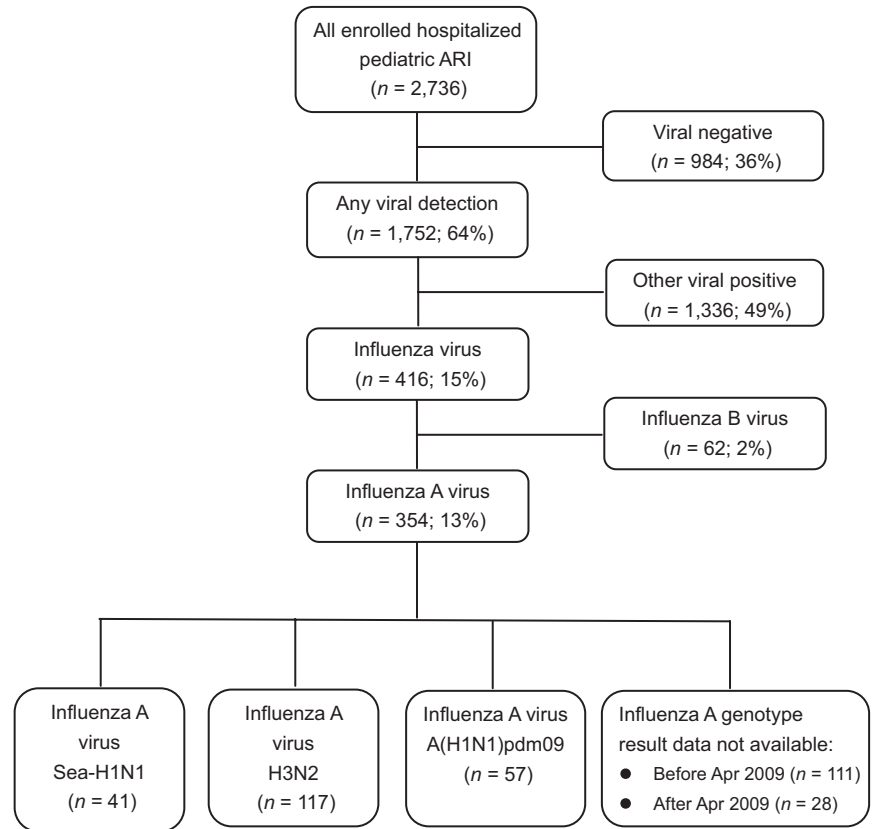 All enrolled hospitalized
pediatric ARI
(n = 2,736)
Viral negative
(n = 984; 36%)
Any viral detection
(n = 1,752; 64%)
Other viral positive
(n = 1,336; 49%)
Influenza virus
(n = 416; 15%)
Influenza B virus
(n = 62; 2%)
Influenza A virus
(n = 354; 13%)
Influenza A
virus
Sea-H1N1
(n = 41)
Influenza A
virus
H3N2
(n = 117)
Influenza A virus
A(H1N1)pdm09
(n = 57)
Influenza A genotype
result data not available:
● Before Apr 2009 (n = 111)
● After Apr 2009 (n = 28)